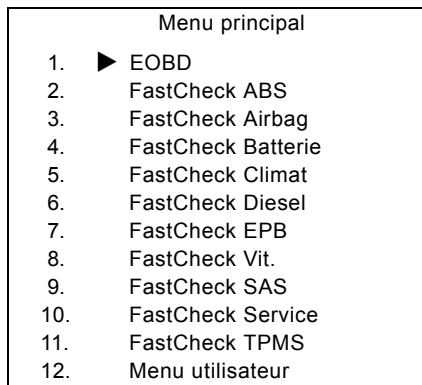 Menu principal
1. ▶ EOBD
2. FastCheck ABS
3. FastCheck Airbag
4. FastCheck Batterie
5. FastCheck Climat
6. FastCheck Diesel
7. FastCheck EPB
8. FastCheck Vit.
9. FastCheck SAS
10. FastCheck Service
11. FastCheck TPMS
12. Menu utilisateur